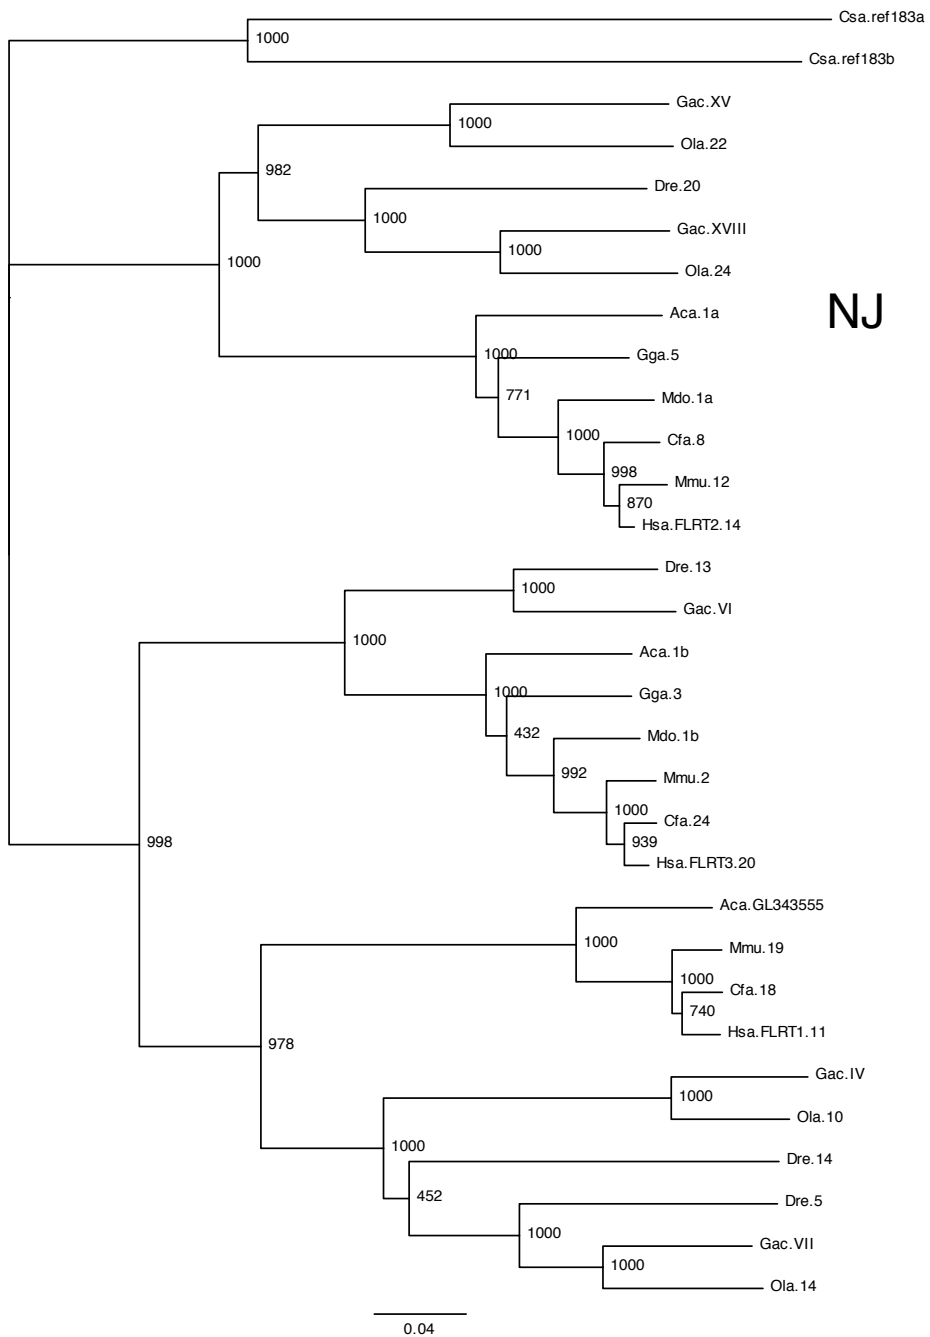 Csa.ref183a
1000
Csa.ref183b
Gac.XV
1000
Ola.22
982
Dre.20
1000
Gac.XVIII
1000
1000
Ola.24
NJ
Aca.1a
1000
Gga.5
771
Mdo.1a
1000
Cfa.8
998
Mmu.12
870
Hsa.FLRT2.14
Dre.13
1000
Gac.VI
1000
Aca.1b
1000
Gga.3
432
Mdo.1b
992
Mmu.2
1000
Cfa.24
998
939
Hsa.FLRT3.20
Aca.GL343555
1000
Mmu.19
1000
Cfa.18
740
Hsa.FLRT1.11
978
Gac.IV
1000
Ola.10
1000
Dre.14
452
Dre.5
1000
Gac.VII
1000
Ola.14
0.04